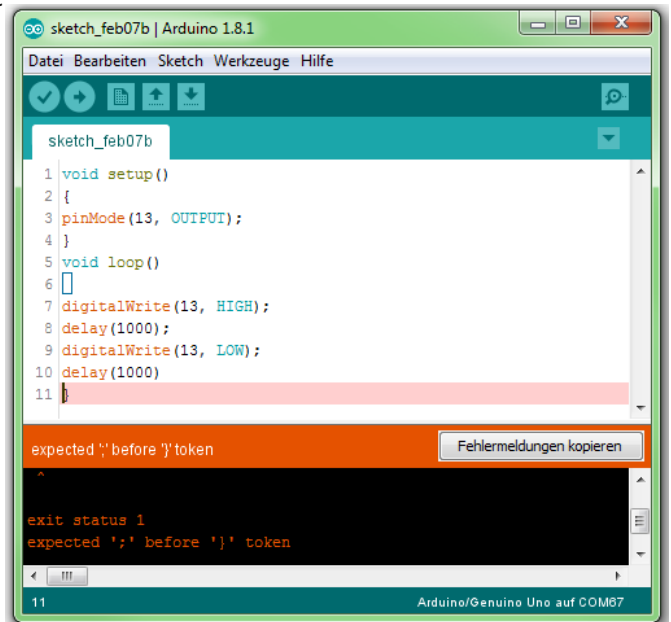 sketch_feb07b | Arduino 1.8.1
Datei Bearbeiten Sketch Werkzeuge Hilfe
sketch_feb07b
1 void setup()
2 {
3 pinMode(13, OUTPUT);
4 }
5 void loop()
6 {
7 digitalWrite(13, HIGH);
8 delay(1000);
9 digitalWrite(13, LOW);
10 delay(1000)
11 }
expected ';' before '}' token
Fehlermeldungen kopieren
^
exit status 1
expected ';' before '}' token
11 Arduino/Genuino Uno auf COM67